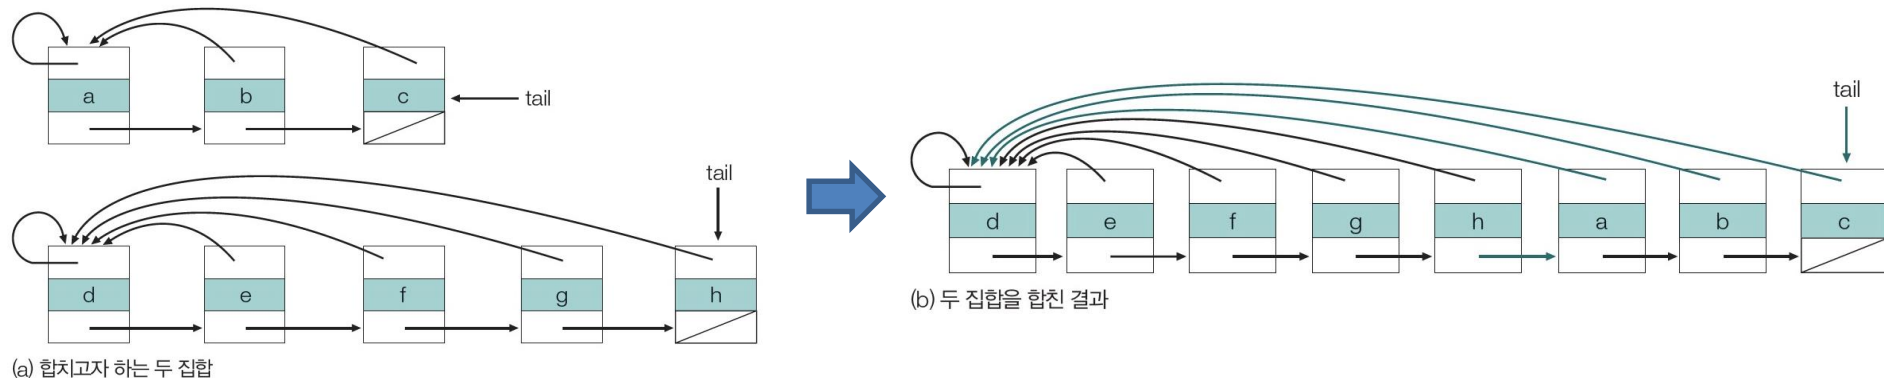 a b c tail
tail
d e f g h
(a) 합치고자 하는 두 집합
tail
d e f g h a b c
(b) 두 집합을 합친 결과